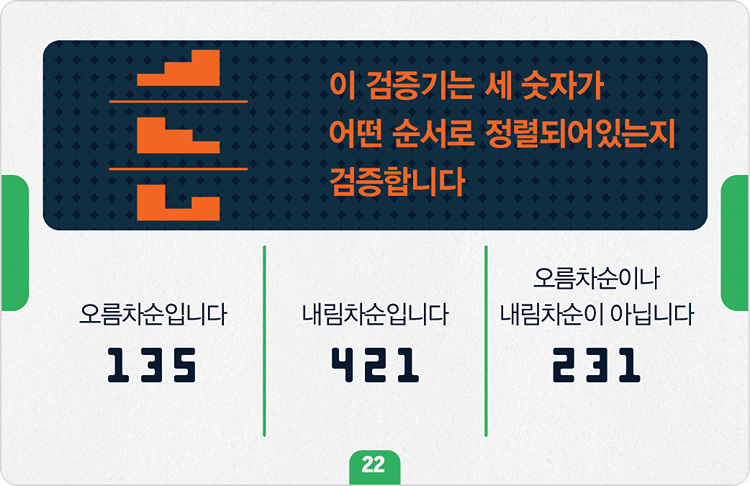 이 검증기는 세 숫자가
어떤 순서로 정렬되어있는지
검증합니다
오름차순입니다
135
내림차순입니다
421
오름차순이나
내림차순이 아닙니다
231
22